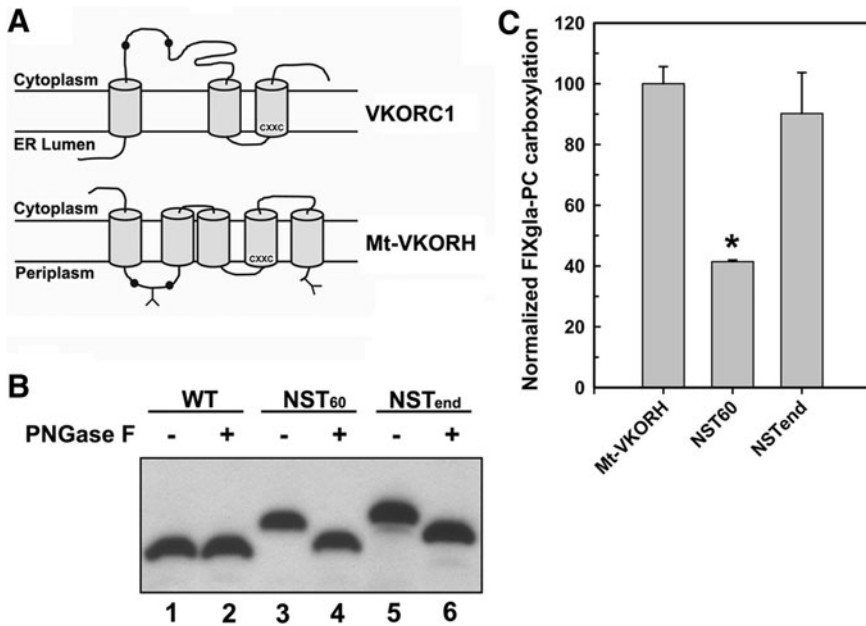 A
Cytoplasm
ER Lumen
CXXC
VKORC1
Cytoplasm
Periplasm
CXXC
Mt-VKORH
B
WT NST60 NSTend
PNGase F - + - + - +
1 2 3 4 5 6
C
Normalized FIXgla-PC carboxylation
120
100
80
60
40
20
0
*
Mt-VKORH
NST60
NSTend